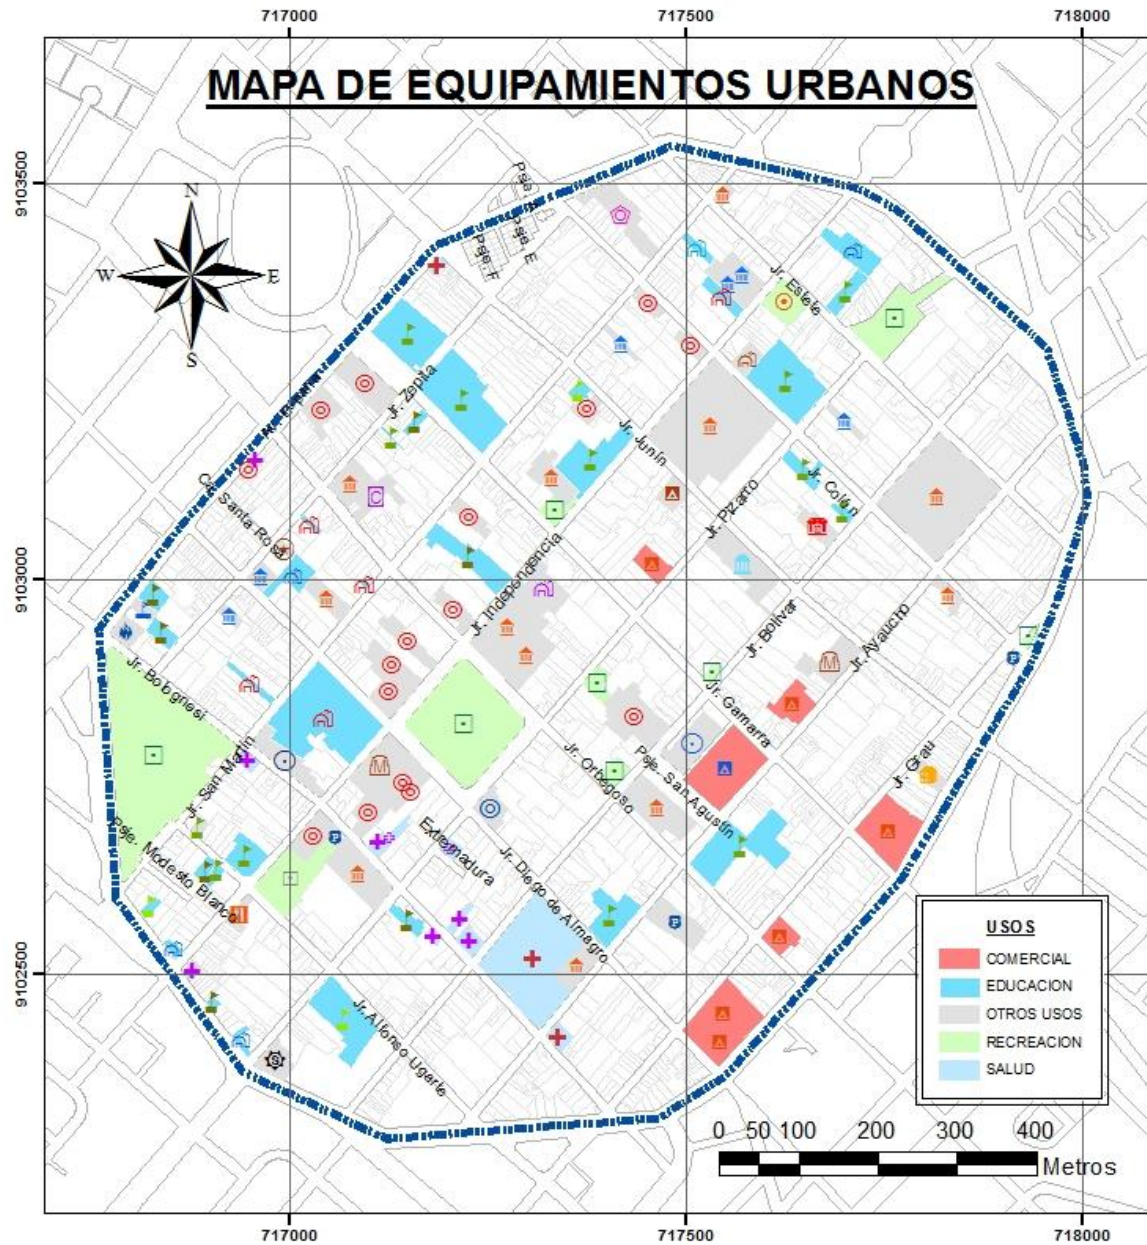 717000
717500
718000
MAPA DE EQUIPAMIENTOS URBANOS
9103500
N
W
E
S
Psje. E
Psje. F
Jr. Estete
Jr. Zepita
Jr. Junín
Jr. Colón
Ca. Santa Rosa
Jr. Pizarro
9103000
Jr. Independencia
Jr. Bolívar
Jr. Ayacucho
Jr. Bolognesi
Jr. Gamarra
Jr. San Martín
Jr. Orbegoso
Psje. San Agustín
Jr. Grau
Psje. Modesto Blanco
Extremadura
Jr. Diego de Almagro
9102500
Jr. Alfonso Ugarte
USOS
COMERCIAL
EDUCACION
OTROS USOS
RECREACION
SALUD
0 50 100 200 300 400
Metros
717000
717500
718000